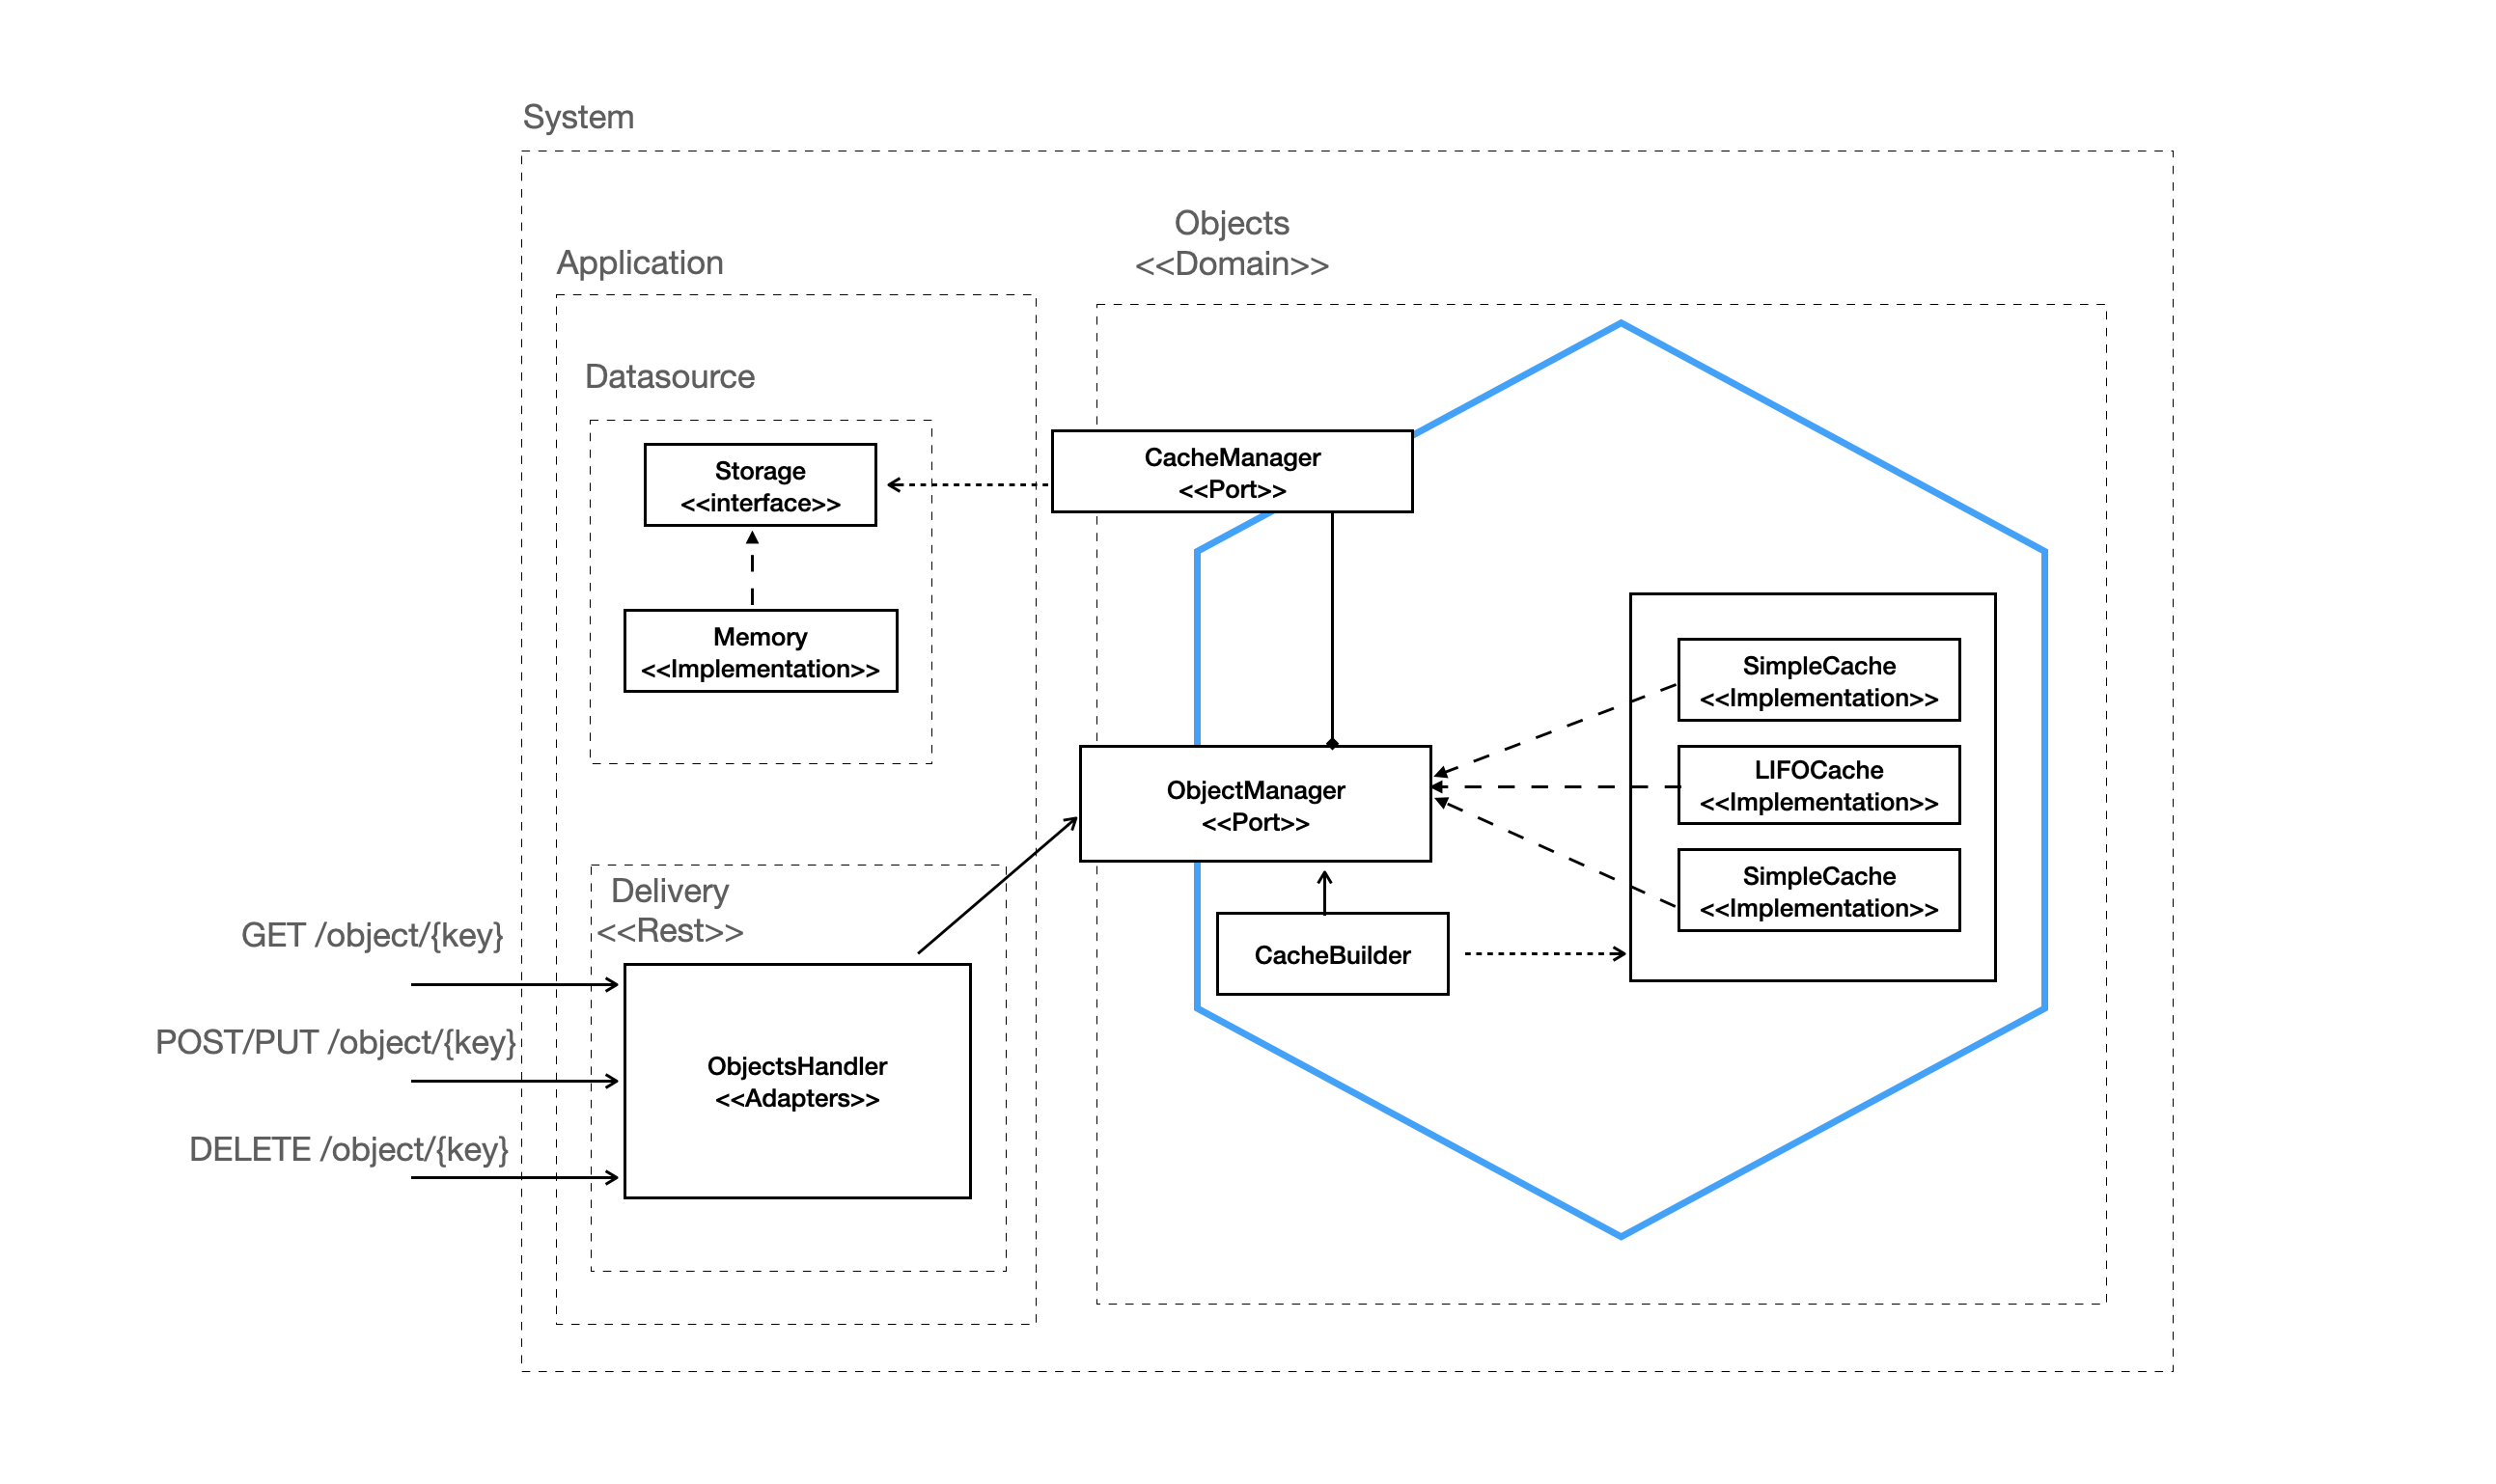 System
Objects
<<Domain>>
Application
Datasource
Storage
<<interface>>
CacheManager
<<Port>>
Memory
<<Implementation>>
SimpleCache
<<Implementation>>
LIFOCache
<<Implementation>>
SimpleCache
<<Implementation>>
ObjectManager
<<Port>>
CacheBuilder
Delivery
<<Rest>>
GET /object/{key}
POST/PUT /object/{key}
DELETE /object/{key}
ObjectsHandler
<<Adapters>>